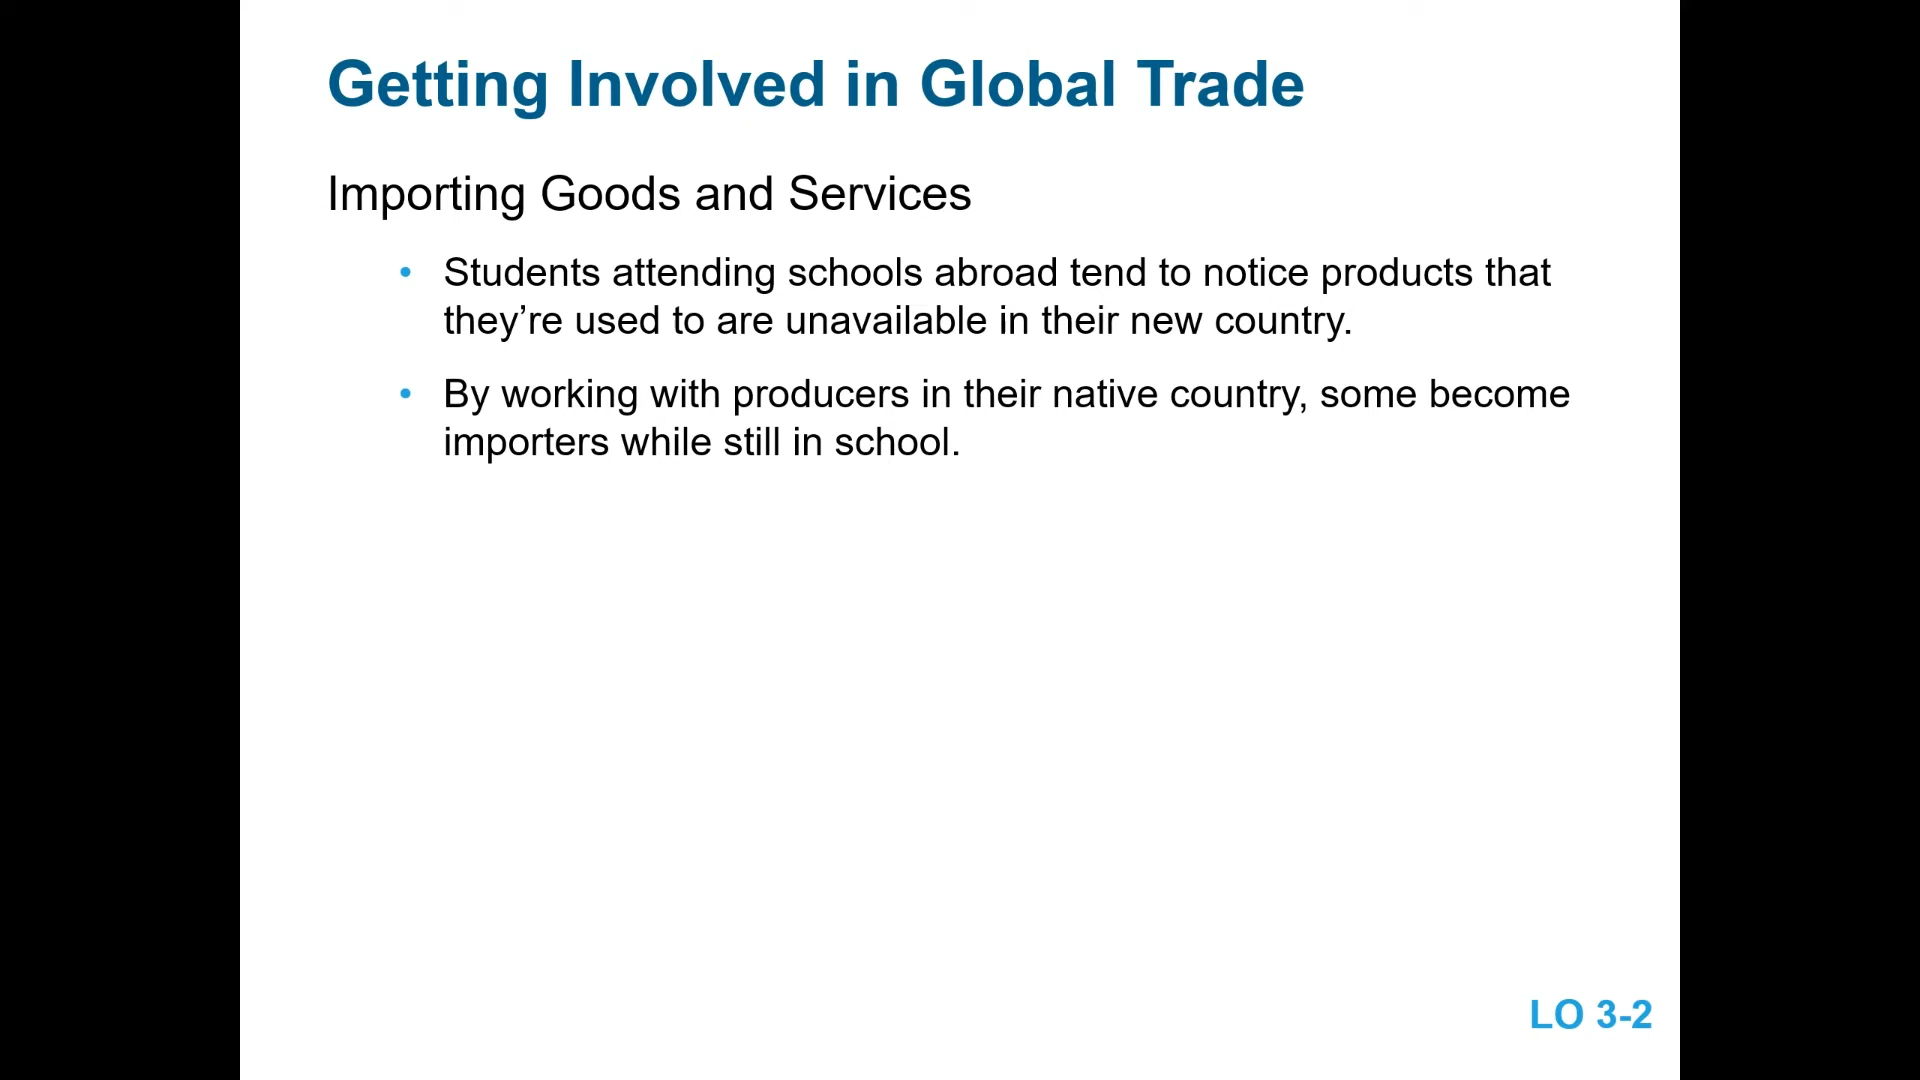 Getting Involved in Global Trade
Importing Goods and Services
• Students attending schools abroad tend to notice products that
they’re used to are unavailable in their new country.
• By working with producers in their native country, some become
importers while still in school.
LO 3-2